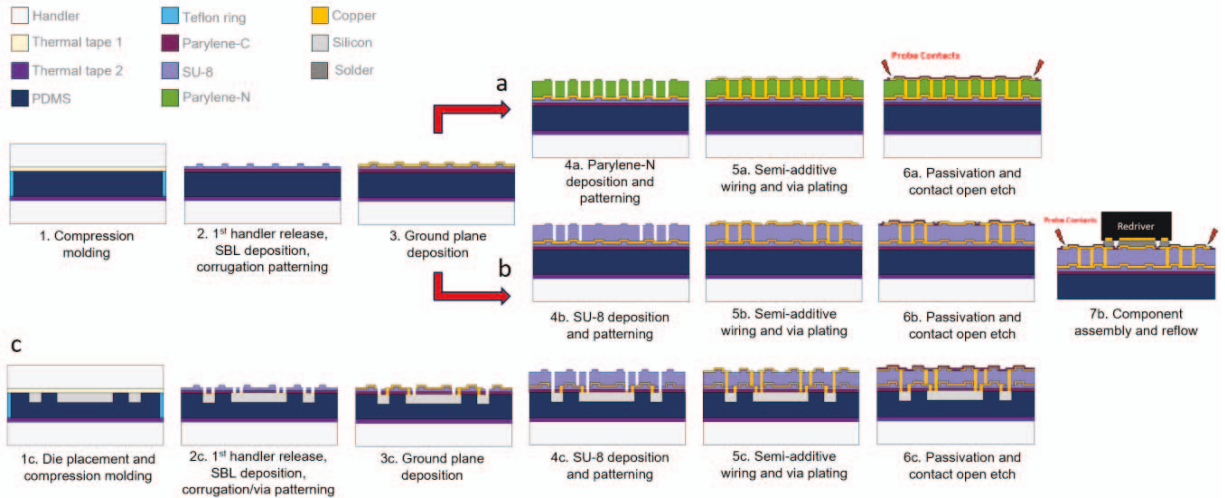 Handler
Teflon ring
Copper
Thermal tape 1
Parylene-C
Silicon
Thermal tape 2
SU-8
Solder
PDMS
Parylene-N
a
Probe Contacts
4a. Parylene-N
deposition and
patterning
5a. Semi-additive
wiring and via plating
6a. Passivation and
contact open etch
1. Compression
molding
2. 1st handler release,
SBL deposition,
corrugation patterning
3. Ground plane
deposition
b
Probe Contacts
Redriver
4b. SU-8 deposition
and patterning
5b. Semi-additive
wiring and via plating
6b. Passivation and
contact open etch
7b. Component
assembly and reflow
c
1c. Die placement and
compression molding
2c. 1st handler release,
SBL deposition,
corrugation/via patterning
3c. Ground plane
deposition
4c. SU-8 deposition
and patterning
5c. Semi-additive
wiring and via plating
6c. Passivation and
contact open etch